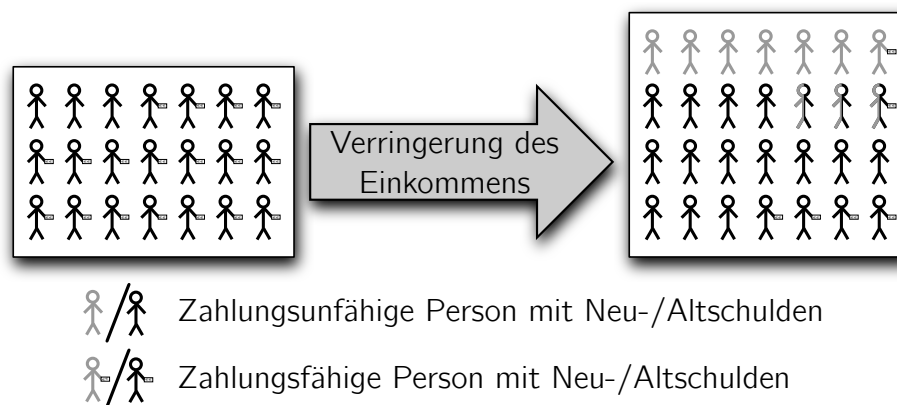 Verringerung des
Einkommens
Zahlungsunfähige Person mit Neu-/Altschulden
Zahlungsfähige Person mit Neu-/Altschulden